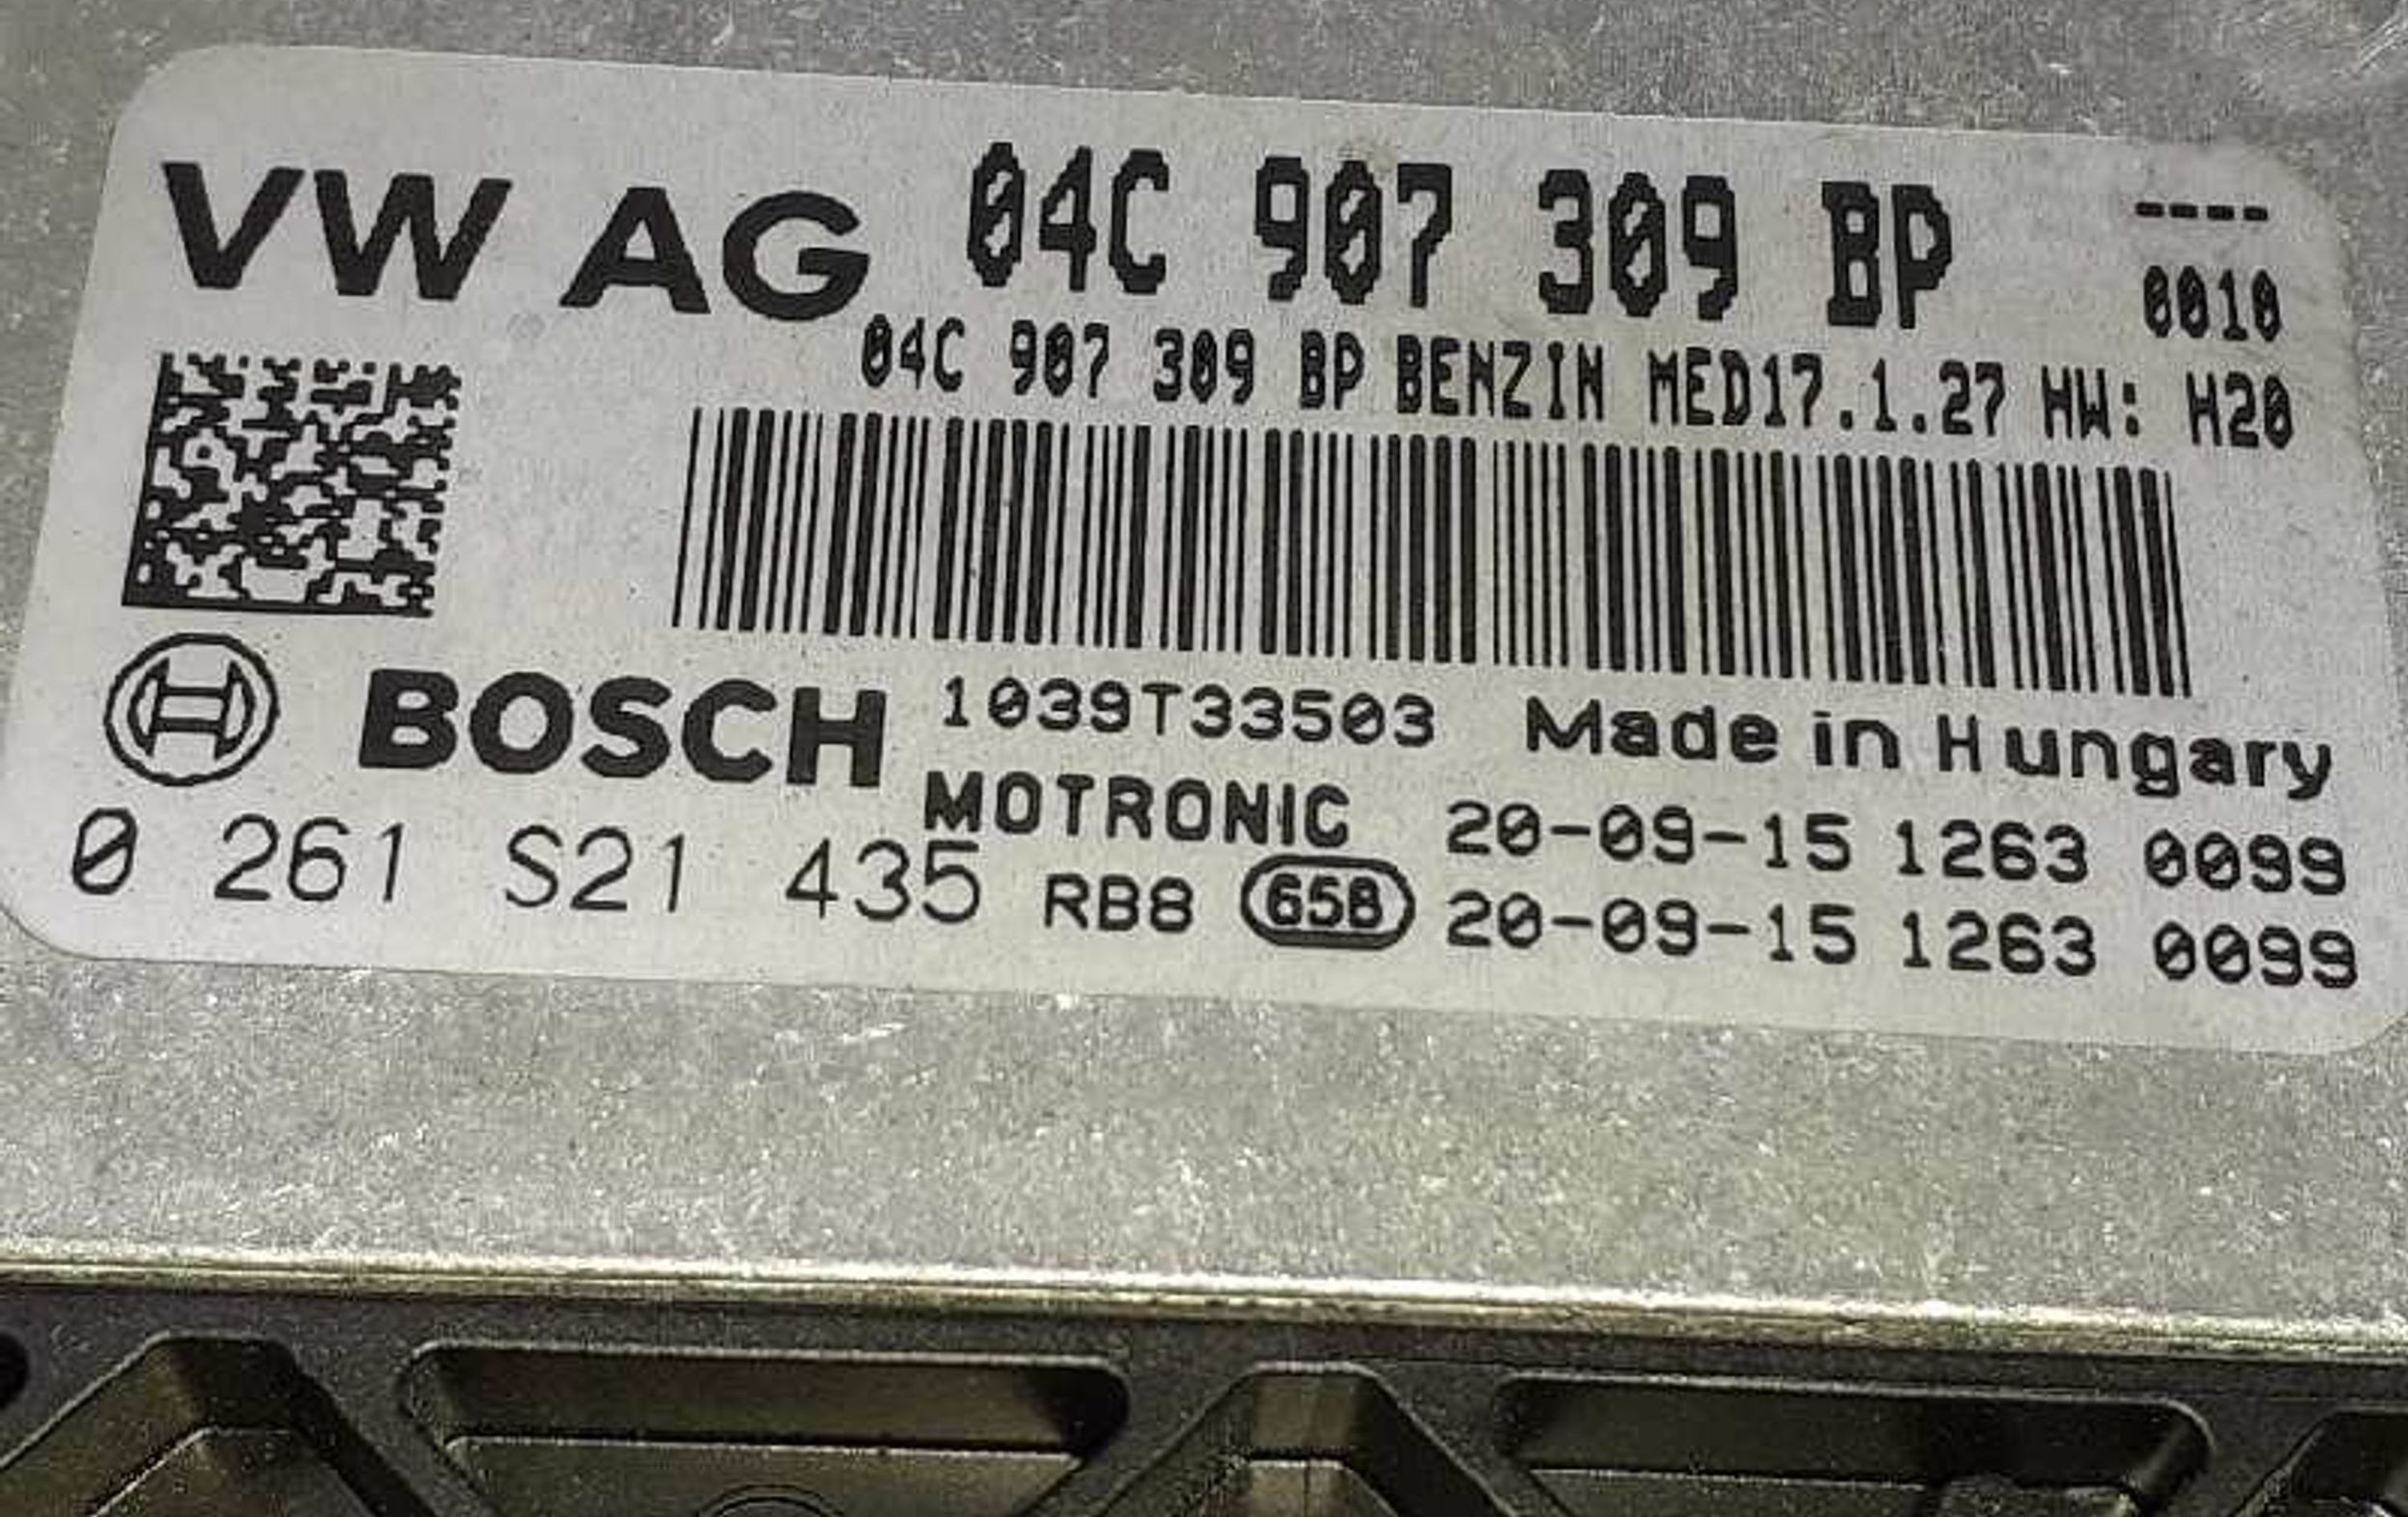 VW AG 04C 907 309 BP ----
0010
04C 907 309 BP BENZIN MED17.1.27 HW: H20
BOSCH 1039T33503 Made in Hungary
MOTRONIC 20-09-15 1263 0099
0 261 S21 435 RB8 658 20-09-15 1263 0099